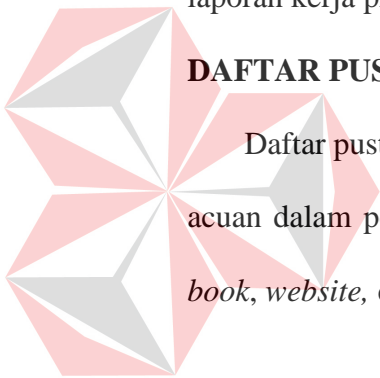 laporan kerja p
DAFTAR PUS
Daftar pust
acuan dalam p
book, website,